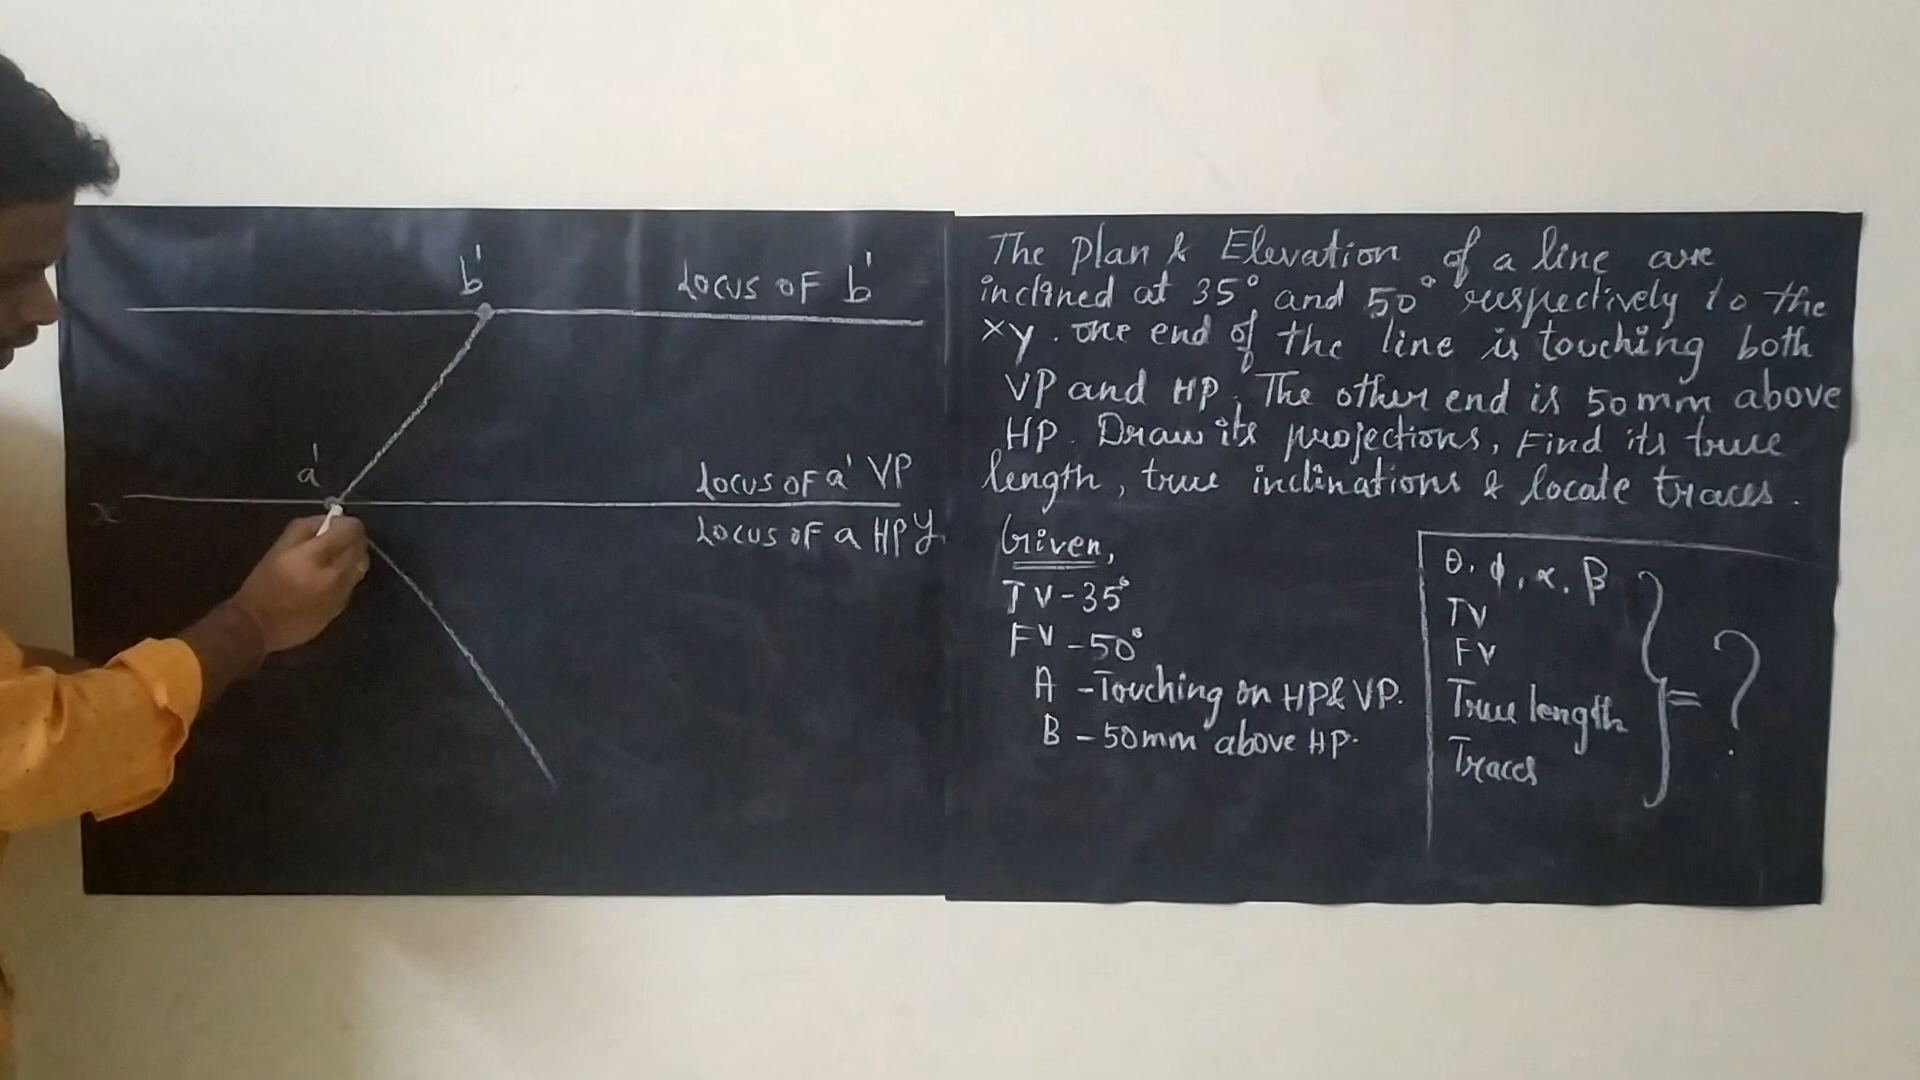 b'
Locus of b'
a'
Locus of a' VP
x
Locus of a HP y
The Plan & Elevation of a line are
inclined at 35° and 50° respectively to the
xy. one end of the line is touching both
VP and HP. The other end is 50mm above
HP. Draw its projections, Find its true
length, true inclinations & locate traces.
Given,
TV - 35°
FV - 50°
A - Touching on HP & VP.
B - 50mm above HP.
θ, ϕ, α, β
TV
FV
True length
Traces
= ?